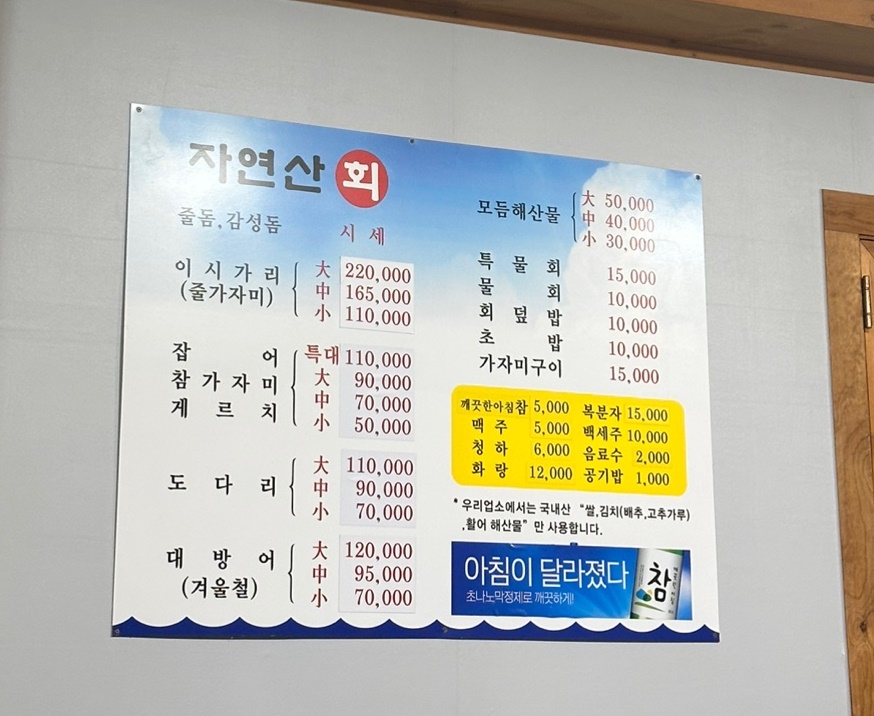 자연산 회
줄돔,감성돔 시 세
이시가리 大 220,000
(줄가자미) 中 165,000
小 110,000
잡어 특대 110,000
참가자미 大 90,000
게르치 中 70,000
小 50,000
도다리 大 110,000
中 90,000
小 70,000
대방어 大 120,000
(겨울철) 中 95,000
小 70,000
모듬해산물 大 50,000
中 40,000
小 30,000
특물회 15,000
물회 10,000
회덮밥 10,000
초밥 10,000
가자미구이 15,000
깨끗한아침참 5,000 복분자 15,000
맥주 5,000 백세주 10,000
청하 6,000 음료수 2,000
화랑 12,000 공기밥 1,000
* 우리업소에서는 국내산 "쌀,김치(배추,고추가루)
,활어 해산물" 만 사용합니다.
아침이 달라졌다
초나노막정제로 깨끗하게!
참